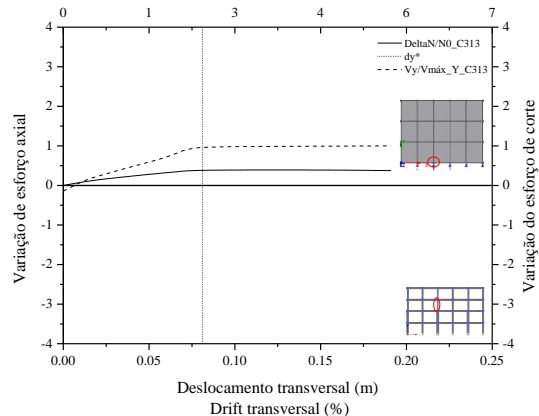 0 1 2 3 4 5 6 7
DeltaN/N0_C313
dy*
Vy/Vmáx_Y_C313
4 4
3 3
2 2
1 1
0 0
-1 -1
-2 -2
-3 -3
-4 -4
Variação de esforço axial
Variação do esforço de corte
0.00 0.05 0.10 0.15 0.20 0.25
Deslocamento transversal (m)
Drift transversal (%)